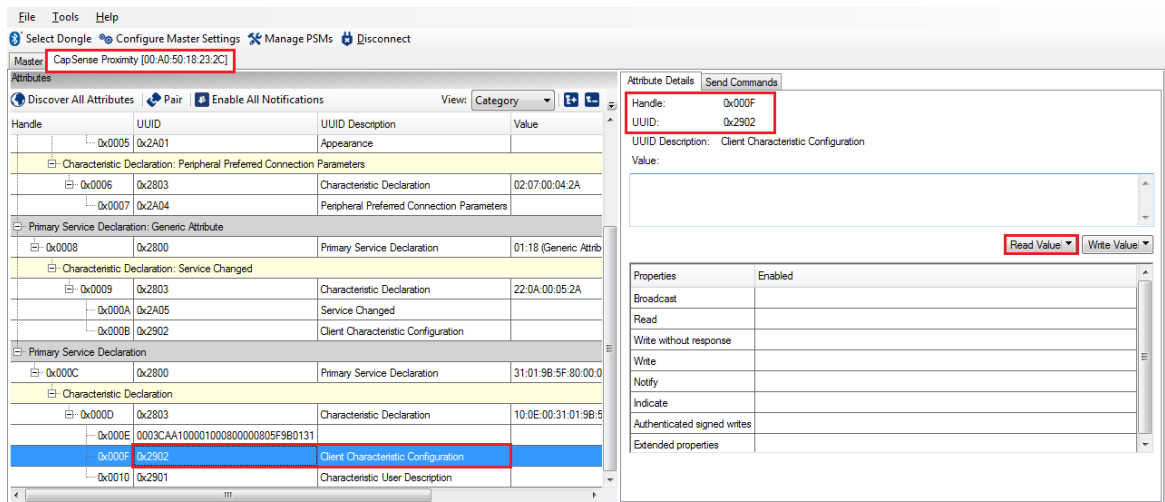 File Tools Help
Select Dongle Configure Master Settings Manage PSMs Disconnect
Master CapSense Proximity [00:A0:50:18:23:2C]
Attributes
Discover All Attributes Pair Enable All Notifications View: Category
Handle UUID UUID Description Value
0x0005 0x2A01 Appearance
Characteristic Declaration: Peripheral Preferred Connection Parameters
0x0006 0x2803 Characteristic Declaration 02:07:00:04:2A
0x0007 0x2A04 Peripheral Preferred Connection Parameters
Primary Service Declaration: Generic Attribute
0x0008 0x2800 Primary Service Declaration 01:18 (Generic Attrib
Characteristic Declaration: Service Changed
0x0009 0x2803 Characteristic Declaration 22:0A:00:05:2A
0x000A 0x2A05 Service Changed
0x000B 0x2902 Client Characteristic Configuration
Primary Service Declaration
0x000C 0x2800 Primary Service Declaration 31:01:9B:5F:80:00:0
Characteristic Declaration
0x000D 0x2803 Characteristic Declaration 10:0E:00:31:01:9B:5
0x000E 0003CAA100001000800000805F9B0131
0x000F 0x2902 Client Characteristic Configuration
0x0010 0x2901 Characteristic User Description
Attribute Details Send Commands
Handle: 0x000F
UUID: 0x2902
UUID Description: Client Characteristic Configuration
Value:
Read Value Write Value
Properties Enabled
Broadcast
Read
Write without response
Write
Notify
Indicate
Authenticated signed writes
Extended properties